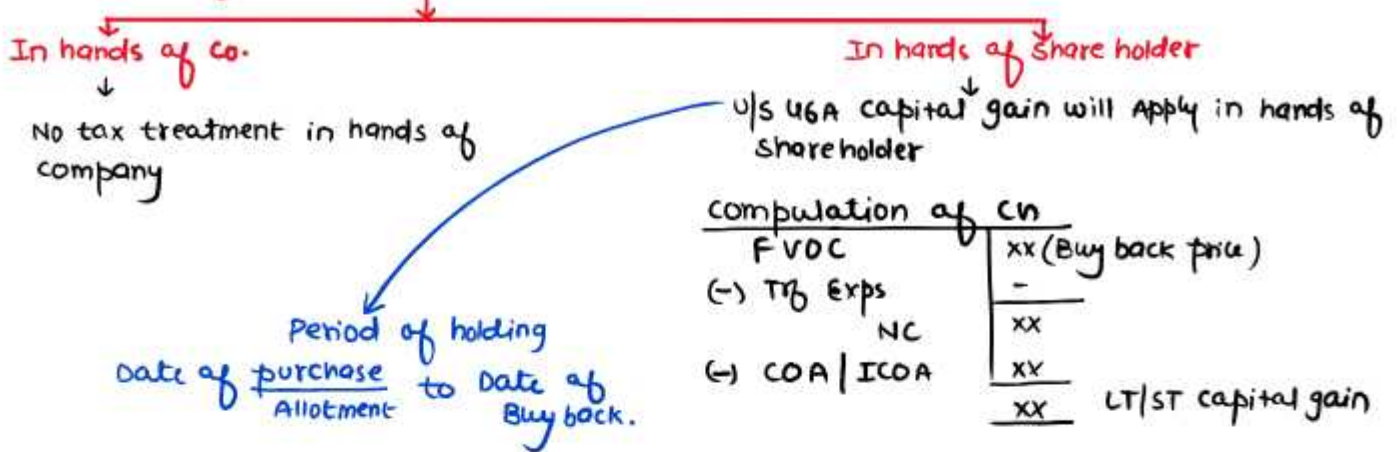 In hands of co.
No tax treatment in hands of
company
In hands of Share holder
U/S 46A capital gain will Apply in hands of
Shareholder
Period of holding
Date of purchase/Allotment to Date of
Buy back.
computation of CG
FVOC xx (Buy back price)
(-) Trf Exps -
NC xx
(-) COA | ICOA xx
xx LT/ST capital gain